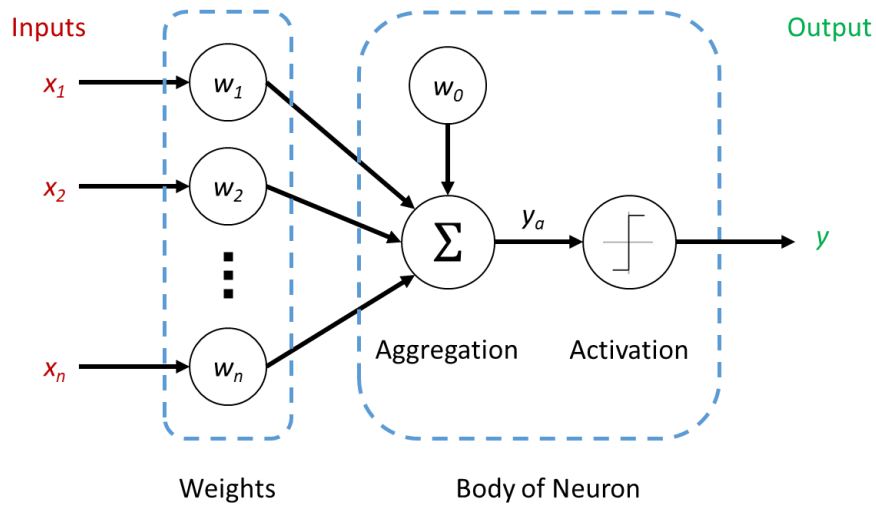 Inputs
Output
x1
w1
w0
x2
w2
ya
Σ
y
Aggregation
Activation
xn
wn
Weights
Body of Neuron